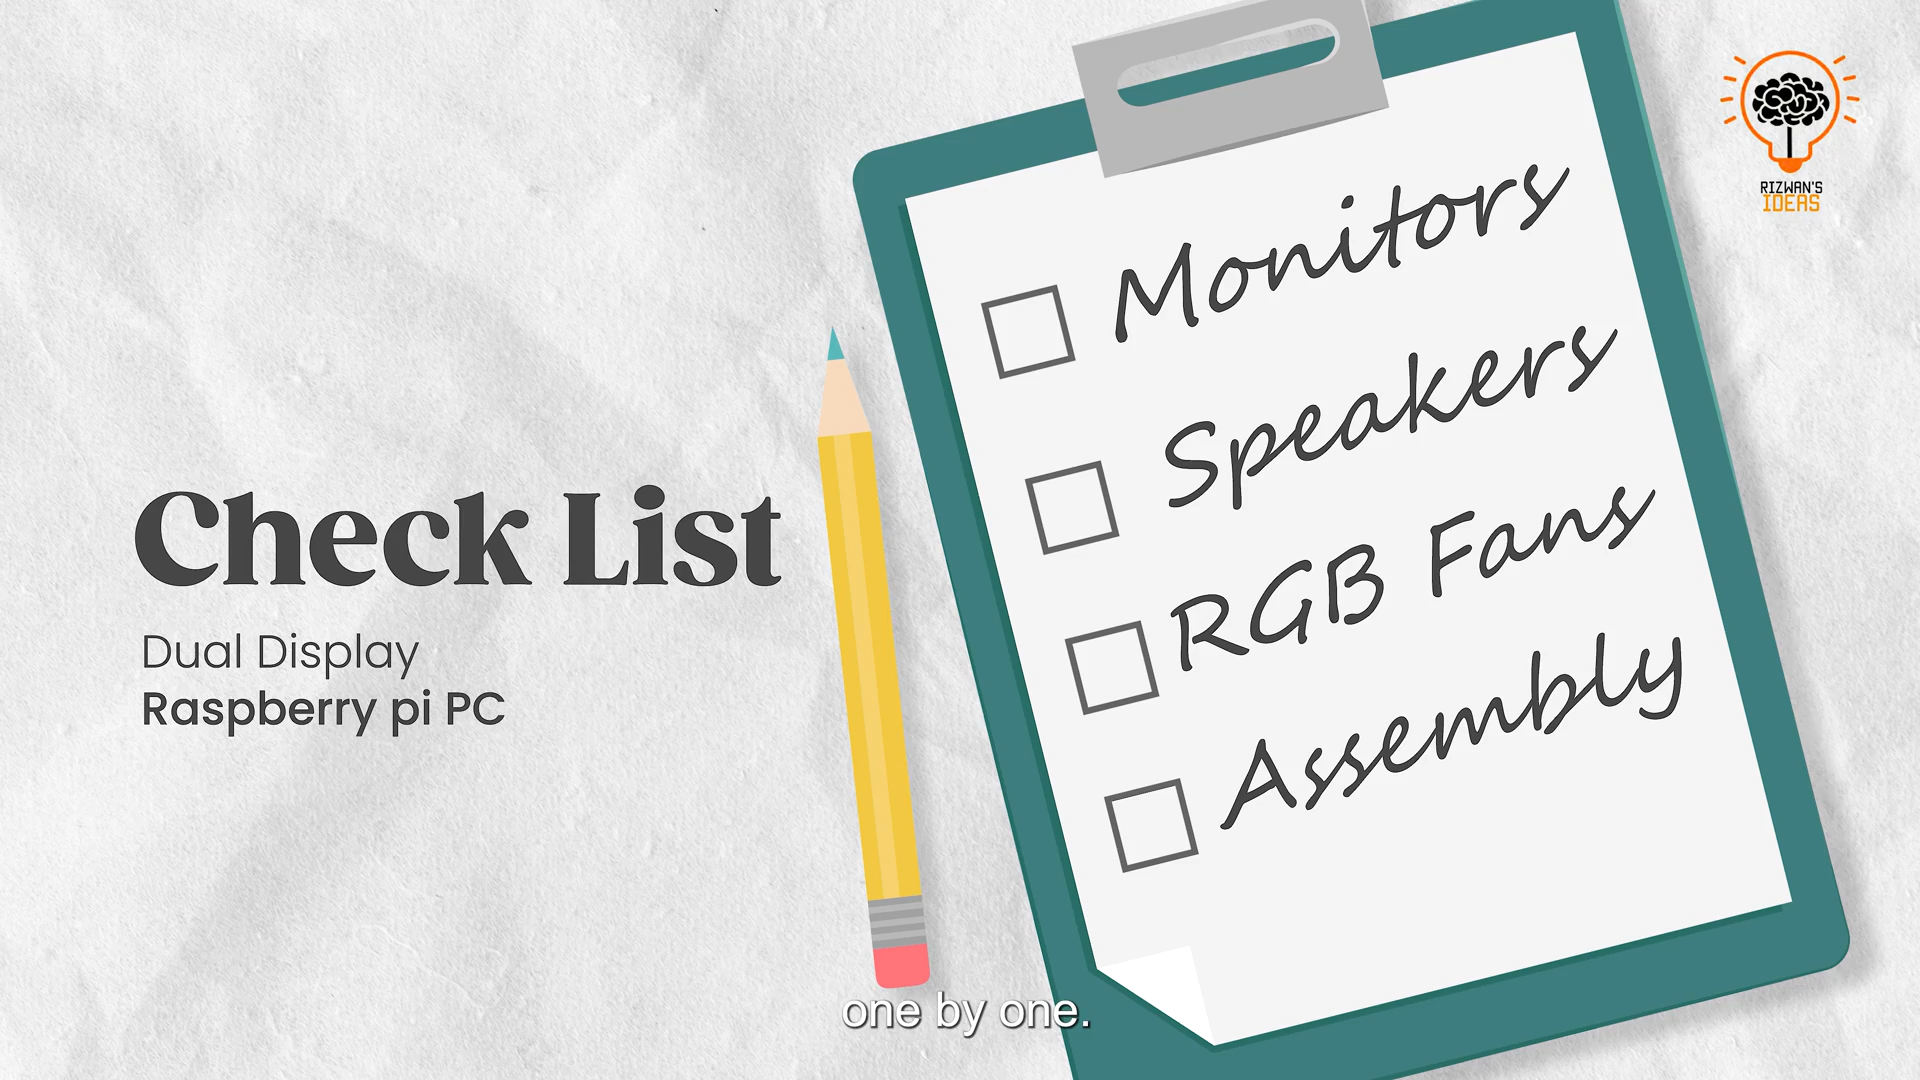 Check List
Dual Display
Raspberry pi PC
Monitors
Speakers
RGB Fans
Assembly
RIZWAN'S
IDEAS
one by one.